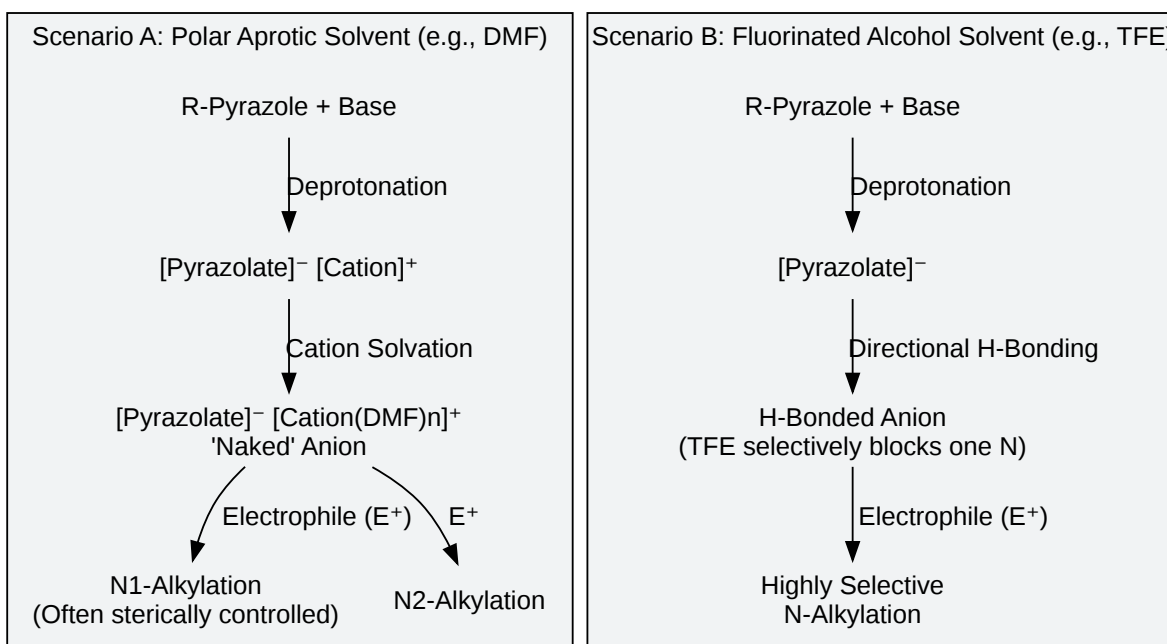 Scenario A: Polar Aprotic Solvent (e.g., DMF)
R-Pyrazole + Base
Deprotonation
[Pyrazolate]⁻ [Cation]⁺
Cation Solvation
[Pyrazolate]⁻ [Cation(DMF)n]⁺
'Naked' Anion
Electrophile (E⁺)
E⁺
N1-Alkylation
(Often sterically controlled)
N2-Alkylation
Scenario B: Fluorinated Alcohol Solvent (e.g., TFE)
R-Pyrazole + Base
Deprotonation
[Pyrazolate]⁻
Directional H-Bonding
H-Bonded Anion
(TFE selectively blocks one N)
Electrophile (E⁺)
Highly Selective
N-Alkylation